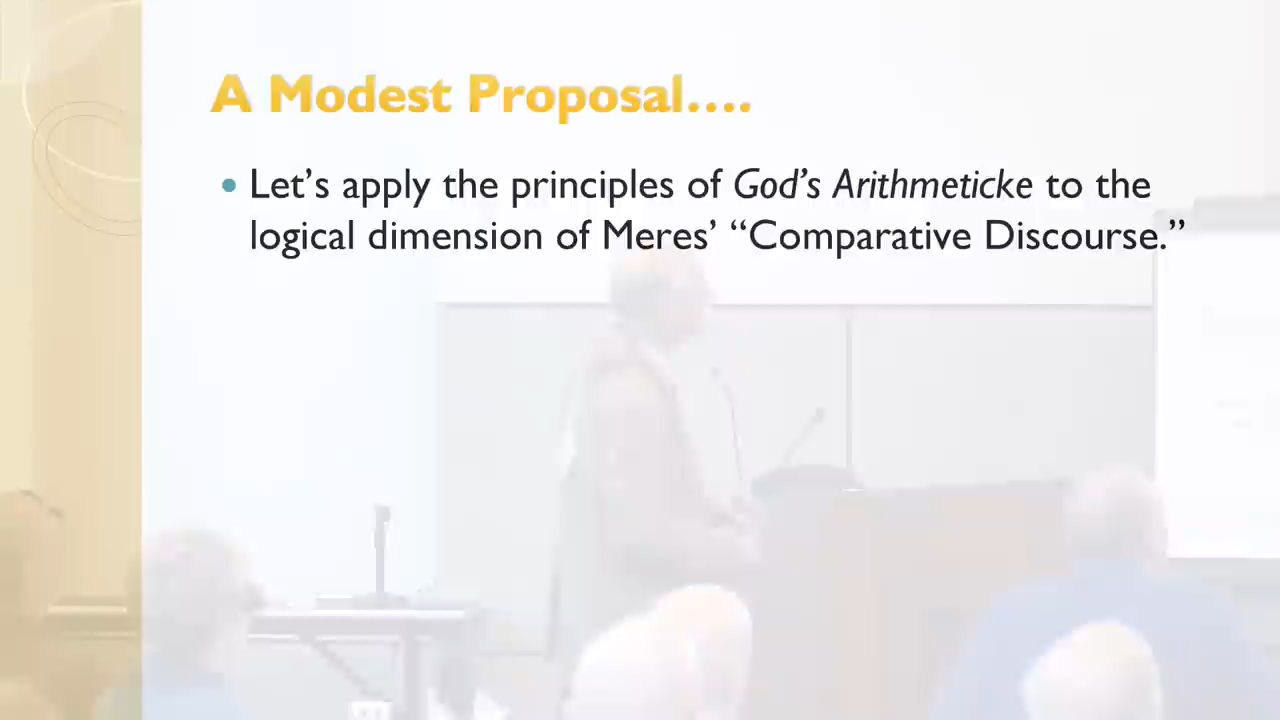 A Modest Proposal….
• Let’s apply the principles of God’s Arithmeticke to the
logical dimension of Meres’ “Comparative Discourse.”